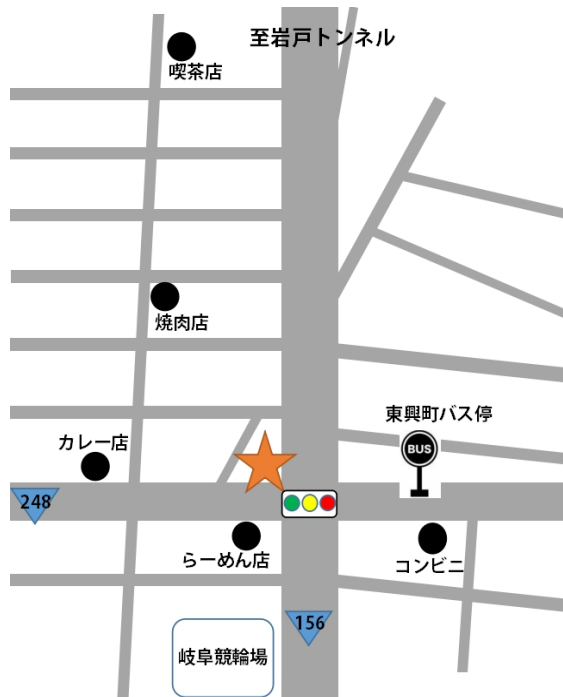 至岩戸トンネル
喫茶店
焼肉店
東興町バス停
カレー店
BUS
248
らーめん店
コンビニ
156
岐阜競輪場